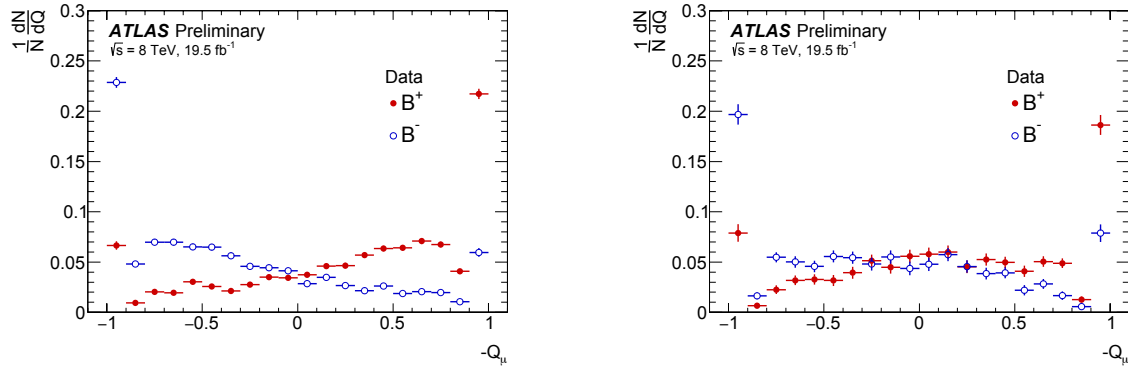 0.3
0.25
0.2
0.15
0.1
0.05
0
1/N dN/dQ
ATLAS Preliminary
√s = 8 TeV, 19.5 fb⁻¹
Data
B⁺
B⁻
−1 −0.5 0 0.5 1
-Q_μ
0.3
0.25
0.2
0.15
0.1
0.05
0
1/N dN/dQ
ATLAS Preliminary
√s = 8 TeV, 19.5 fb⁻¹
Data
B⁺
B⁻
−1 −0.5 0 0.5 1
-Q_μ